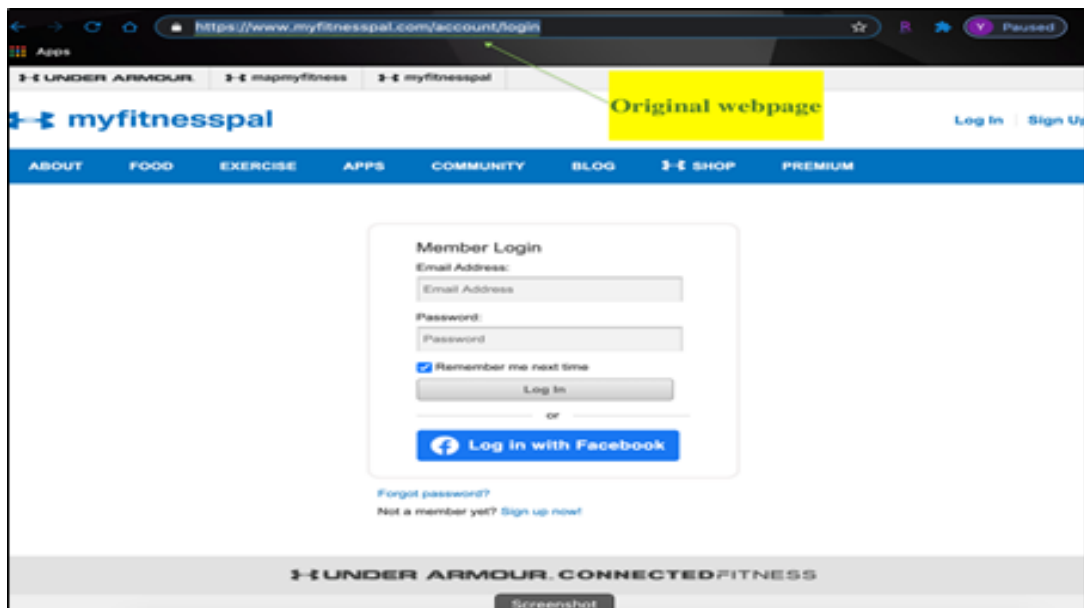 https://www.myfitnesspal.com/account/login
Paused
Apps
UNDER ARMOUR. mapmyfitness myfitnesspal
Original webpage
myfitnesspal
Log In Sign Up
ABOUT FOOD EXERCISE APPS COMMUNITY BLOG SHOP PREMIUM
Member Login
Email Address:
Email Address
Password:
Password
Remember me next time
Log In
or
Log in with Facebook
Forgot password?
Not a member yet? Sign up now!
UNDER ARMOUR. CONNECTEDFITNESS
Screenshot